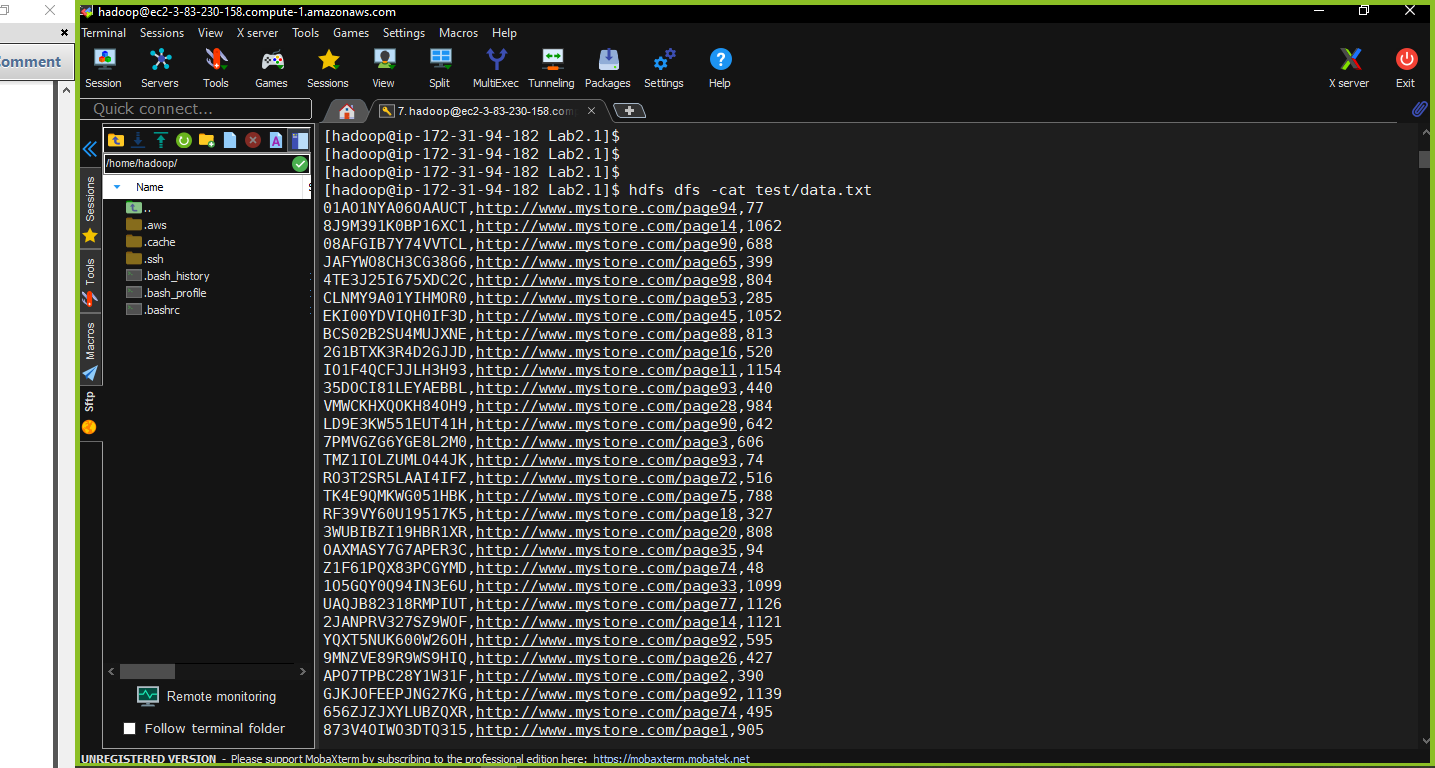 hadoop@ec2-3-83-230-158.compute-1.amazonaws.com
Comment
Terminal Sessions View X server Tools Games Settings Macros Help
Session Servers Tools Games Sessions View Split MultiExec Tunneling Packages Settings Help X server Exit
Quick connect...
7. hadoop@ec2-3-83-230-158.com
/home/hadoop/
Name
..
.aws
.cache
.ssh
.bash_history
.bash_profile
.bashrc
Sessions
Tools
Macros
Sftp
Remote monitoring
Follow terminal folder
[hadoop@ip-172-31-94-182 Lab2.1]$
[hadoop@ip-172-31-94-182 Lab2.1]$
[hadoop@ip-172-31-94-182 Lab2.1]$
[hadoop@ip-172-31-94-182 Lab2.1]$ hdfs dfs -cat test/data.txt
01AO1NYA06OAAUCT,http://www.mystore.com/page94,77
8J9M391K0BP16XC1,http://www.mystore.com/page14,1062
08AFGIB7Y74VVTCL,http://www.mystore.com/page90,688
JAFYWO8CH3CG38G6,http://www.mystore.com/page65,399
4TE3J25I675XDC2C,http://www.mystore.com/page98,804
CLNMY9A01YIHMOR0,http://www.mystore.com/page53,285
EKI00YDVIQH0IF3D,http://www.mystore.com/page45,1052
BCS02B2SU4MUJXNE,http://www.mystore.com/page88,813
2G1BTXK3R4D2GJJD,http://www.mystore.com/page16,520
IO1F4QCFJJLH3H93,http://www.mystore.com/page11,1154
35DOCI81LEYAEBBL,http://www.mystore.com/page93,440
VMWCKHXQOKH84OH9,http://www.mystore.com/page28,984
LD9E3KW551EUT41H,http://www.mystore.com/page90,642
7PMVGZG6YGE8L2M0,http://www.mystore.com/page3,606
TMZ1IOLZUMLO44JK,http://www.mystore.com/page93,74
RO3T2SR5LAAI4IFZ,http://www.mystore.com/page72,516
TK4E9QMKWG051HBK,http://www.mystore.com/page75,788
RF39VY60U19517K5,http://www.mystore.com/page18,327
3WUBIBZI19HBR1XR,http://www.mystore.com/page20,808
OAXMASY7G7APER3C,http://www.mystore.com/page35,94
Z1F61PQX83PCGYMD,http://www.mystore.com/page74,48
1O5GQY0Q94IN3E6U,http://www.mystore.com/page33,1099
UAQJB82318RMPIUT,http://www.mystore.com/page77,1126
2JANPRV327SZ9WOF,http://www.mystore.com/page14,1121
YQXT5NUK600W26OH,http://www.mystore.com/page92,595
9MNZVE89R9WS9HIQ,http://www.mystore.com/page26,427
APO7TPBC28Y1W31F,http://www.mystore.com/page2,390
GJKJOFEEPJNG27KG,http://www.mystore.com/page92,1139
656ZJZJXYLUBZQXR,http://www.mystore.com/page74,495
873V4OIWO3DTQ315,http://www.mystore.com/page1,905
UNREGISTERED VERSION - Please support MobaXterm by subscribing to the professional edition here: https://mobaxterm.mobatek.net